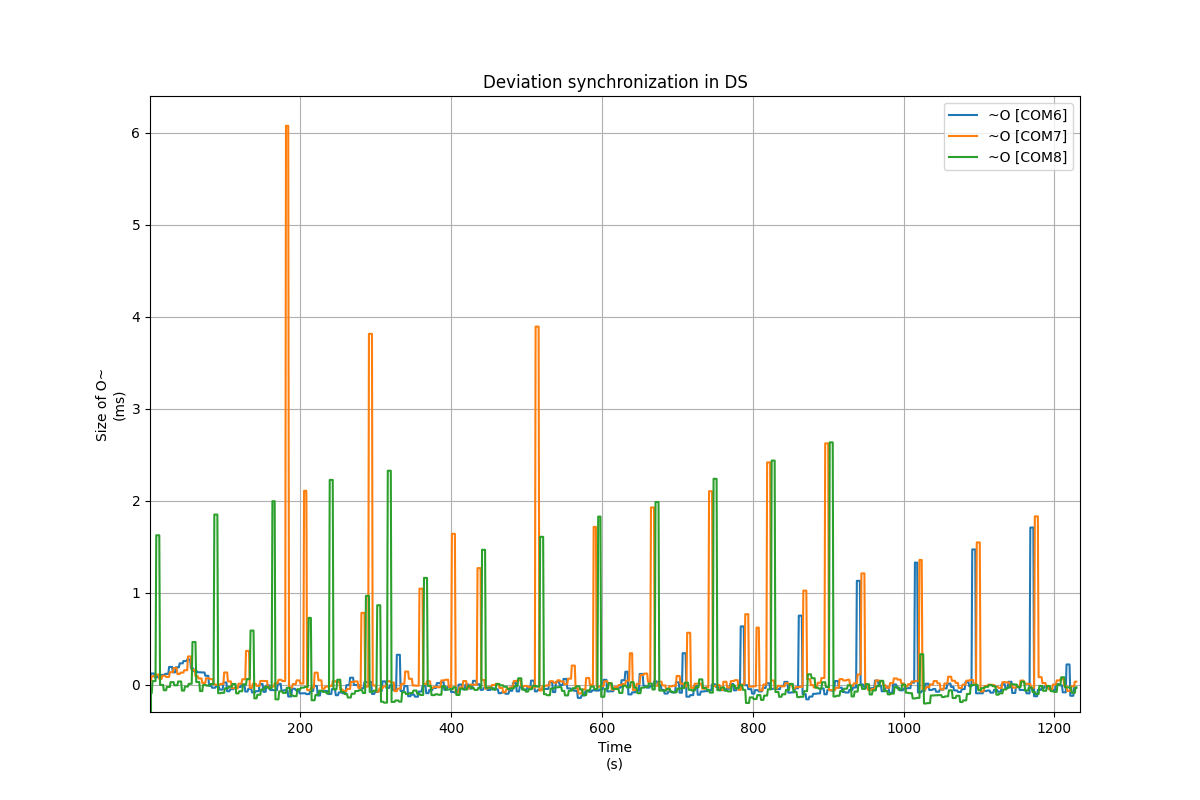 Deviation synchronization in DS
~O [COM6]
~O [COM7]
~O [COM8]
6
5
4
3
2
1
0
Size of O~
(ms)
200
400
600
800
1000
1200
Time
(s)